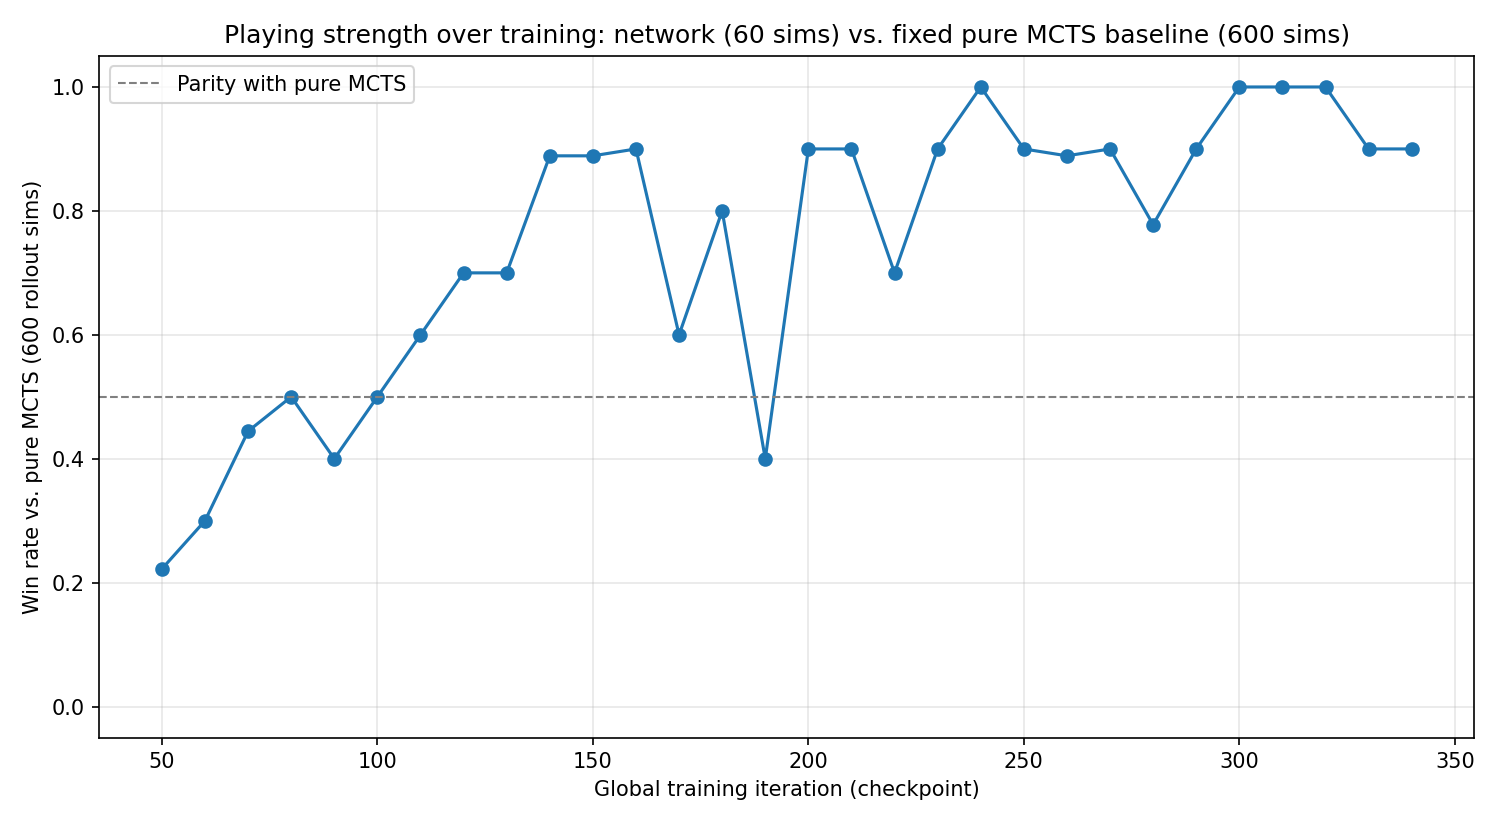 Playing strength over training: network (60 sims) vs. fixed pure MCTS baseline (600 sims)
Parity with pure MCTS
Win rate vs. pure MCTS (600 rollout sims)
1.0
0.8
0.6
0.4
0.2
0.0
50 100 150 200 250 300 350
Global training iteration (checkpoint)